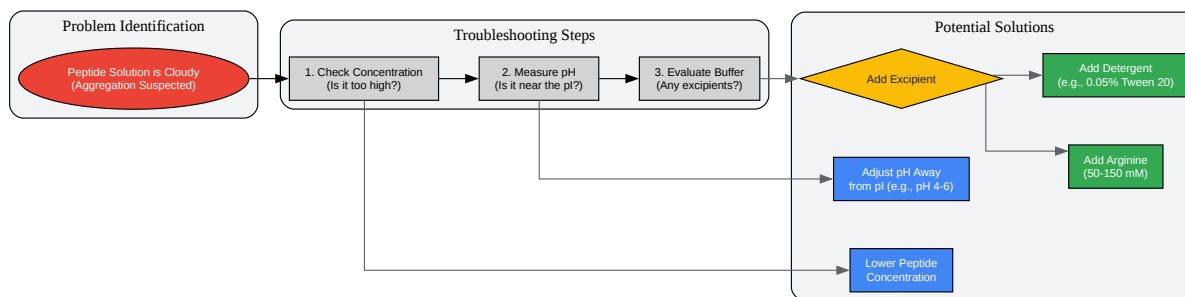 Problem Identification
Peptide Solution is Cloudy
(Aggregation Suspected)
Troubleshooting Steps
1. Check Concentration
(Is it too high?)
2. Measure pH
(Is it near the pI?)
3. Evaluate Buffer
(Any excipients?)
Potential Solutions
Add Excipient
Add Detergent
(e.g., 0.05% Tween 20)
Add Arginine
(50-150 mM)
Adjust pH Away
from pI (e.g., pH 4-6)
Lower Peptide
Concentration